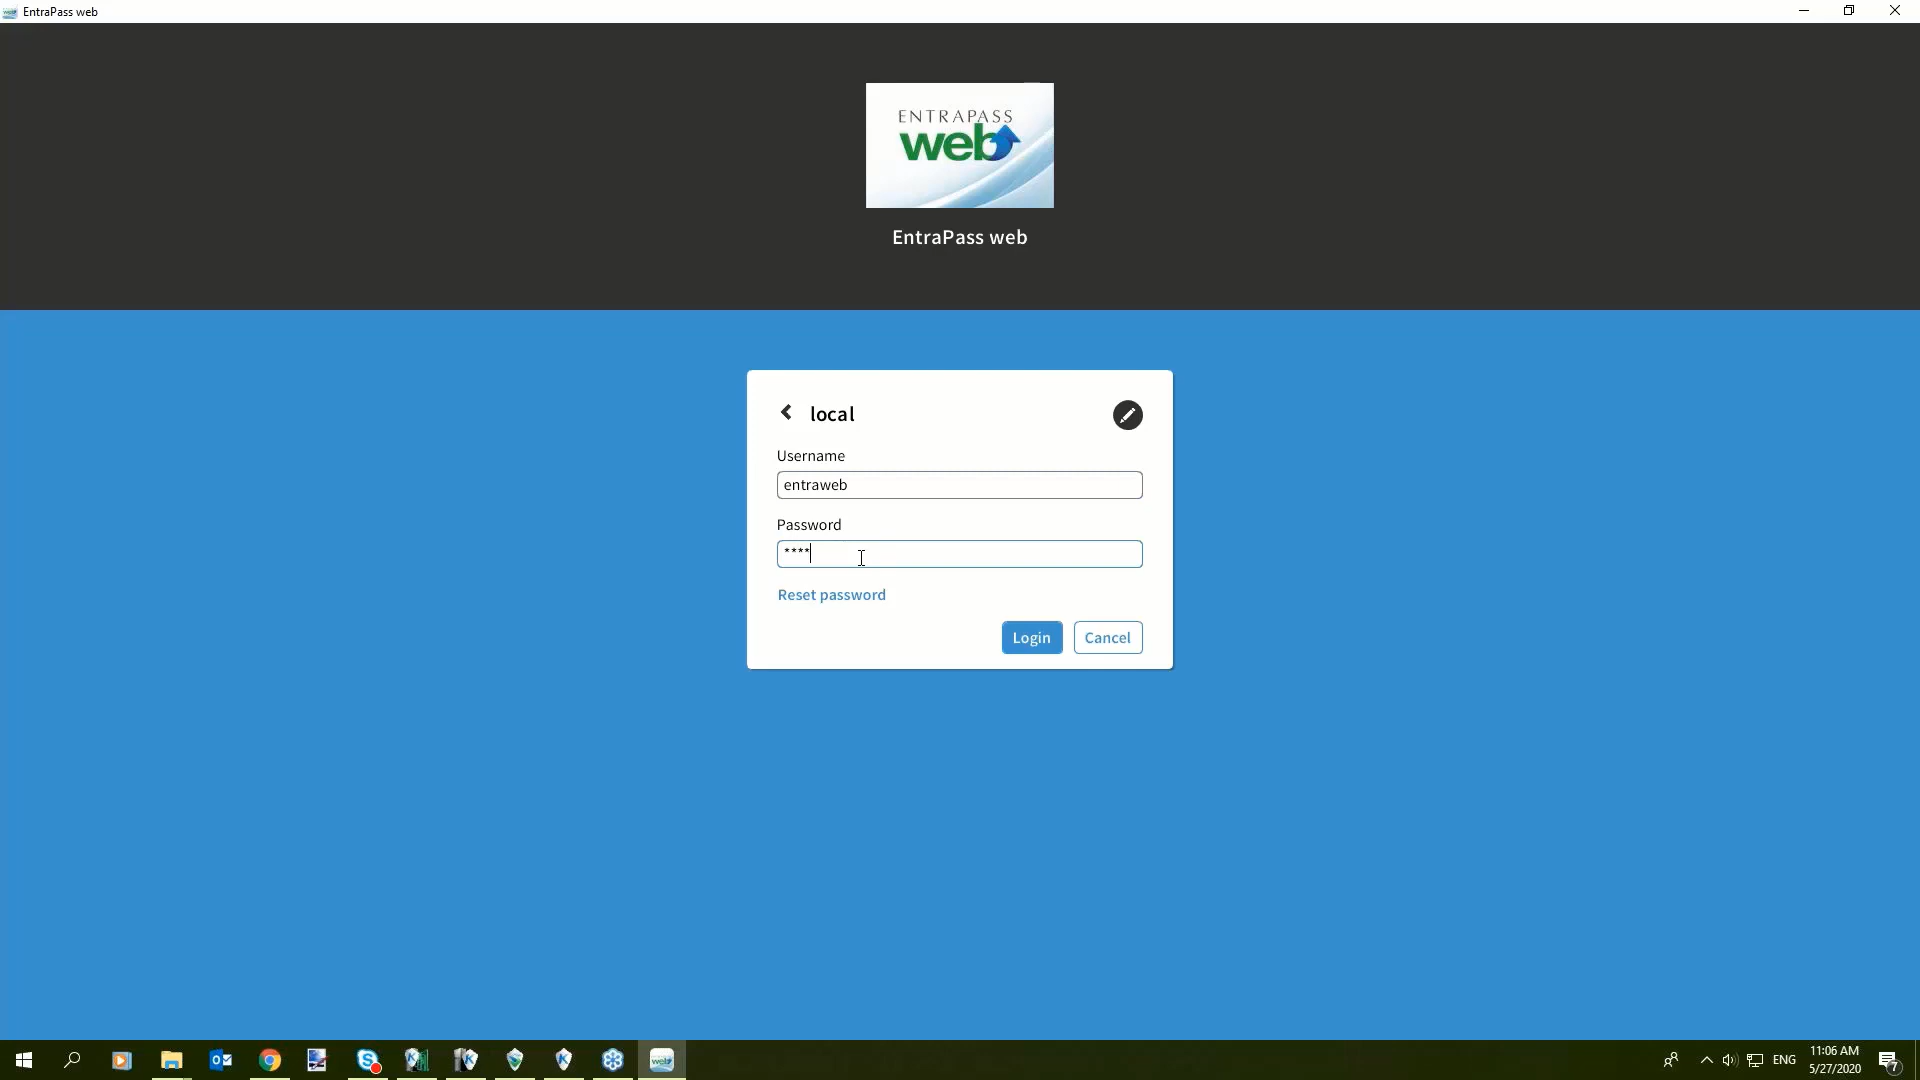 EntraPass web
ENTRAPASS
web
EntraPass web
local
Username
entraweb
Password
****
Reset password
Login
Cancel
ENG
11:06 AM
5/27/2020
7